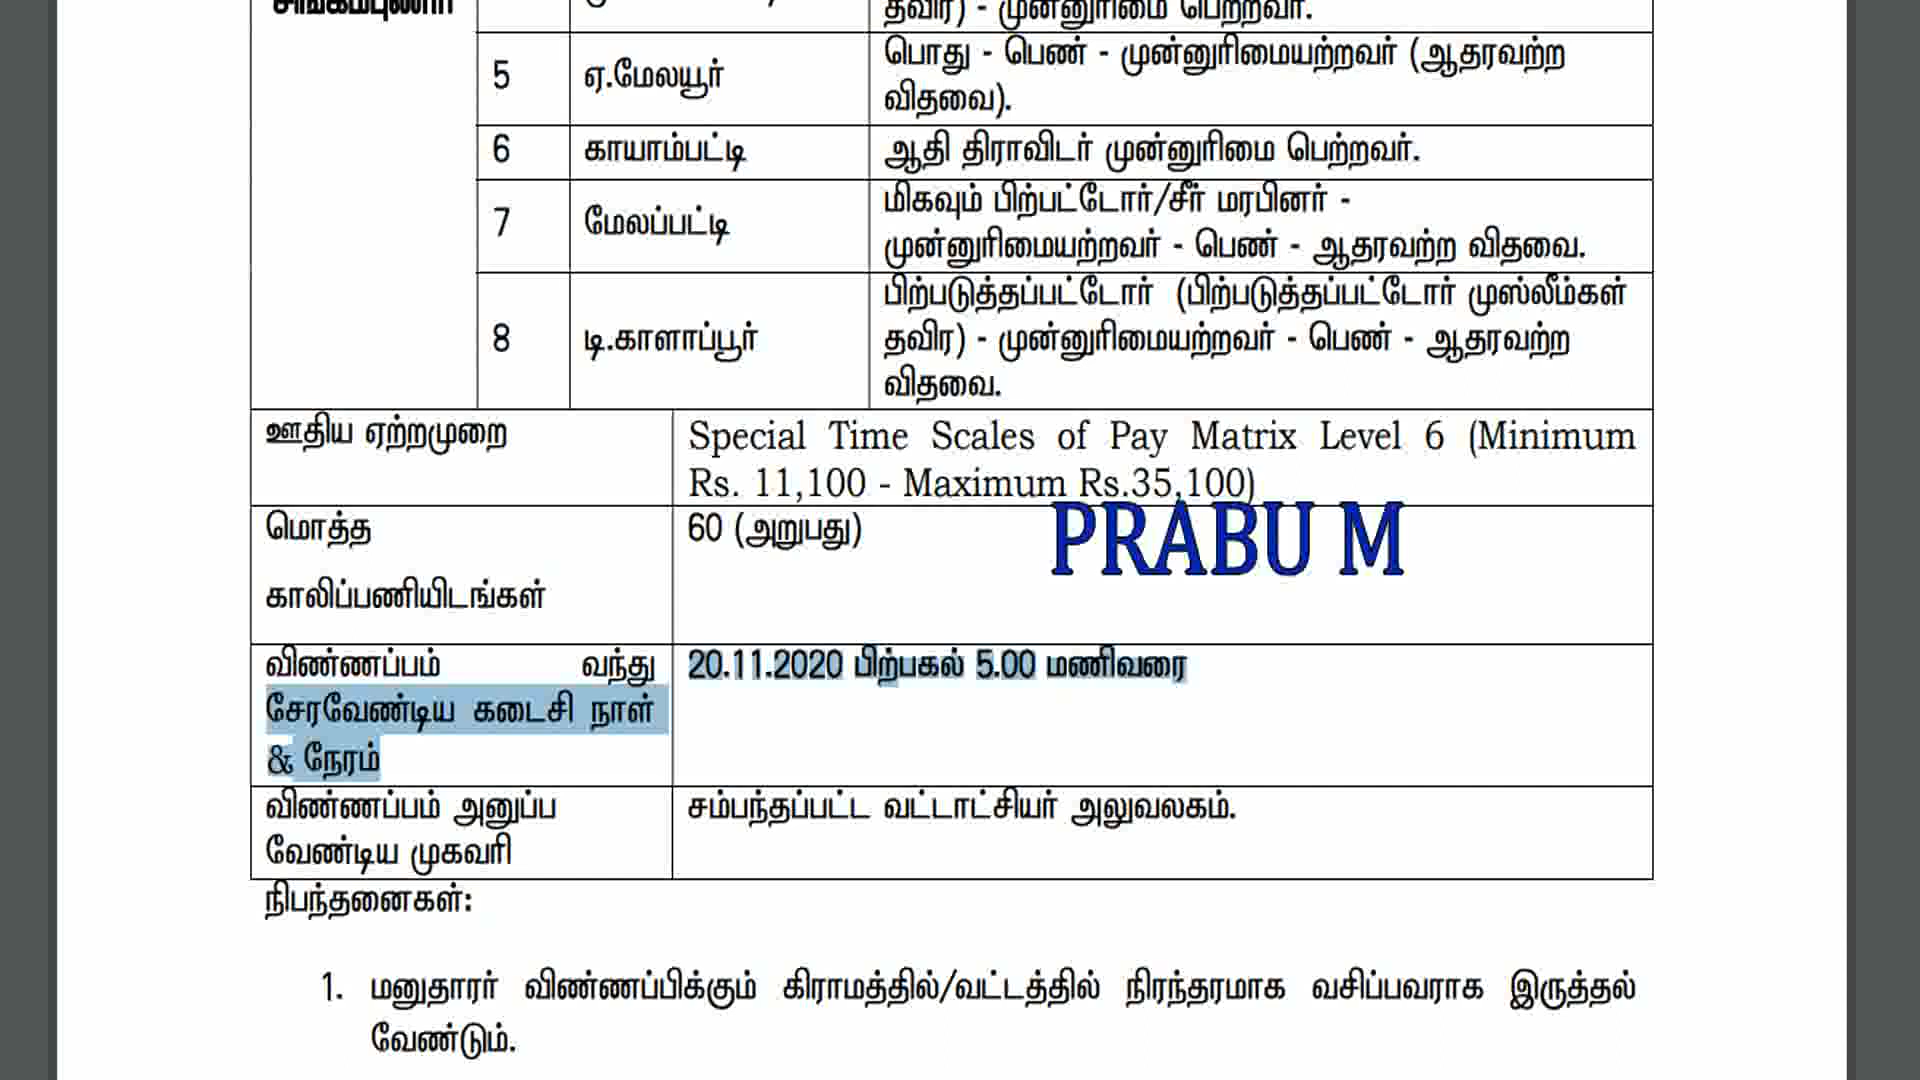 சிங்கம்புணரி
தவிர) - முன்னுரிமை பெற்றவர்.
5 ஏ.மேலயூர் பொது - பெண் - முன்னுரிமையற்றவர் (ஆதரவற்ற
விதவை).
6 காயாம்பட்டி ஆதி திராவிடர் முன்னுரிமை பெற்றவர்.
7 மேலப்பட்டி மிகவும் பிற்பட்டோர்/சீர் மரபினர் -
முன்னுரிமையற்றவர் - பெண் - ஆதரவற்ற விதவை.
8 டி.காளாப்பூர் பிற்படுத்தப்பட்டோர் (பிற்படுத்தப்பட்டோர் முஸ்லீம்கள்
தவிர) - முன்னுரிமையற்றவர் - பெண் - ஆதரவற்ற
விதவை.
ஊதிய ஏற்றமுறை Special Time Scales of Pay Matrix Level 6 (Minimum
Rs. 11,100 - Maximum Rs.35,100)
PRABU M
மொத்த 60 (அறுபது)
காலிப்பணியிடங்கள்
விண்ணப்பம் வந்து 20.11.2020 பிற்பகல் 5.00 மணிவரை
சேரவேண்டிய கடைசி நாள்
& நேரம்
விண்ணப்பம் அனுப்ப சம்பந்தப்பட்ட வட்டாட்சியர் அலுவலகம்.
வேண்டிய முகவரி
நிபந்தனைகள்:
1. மனுதாரர் விண்ணப்பிக்கும் கிராமத்தில்/வட்டத்தில் நிரந்தரமாக வசிப்பவராக இருத்தல்
வேண்டும்.